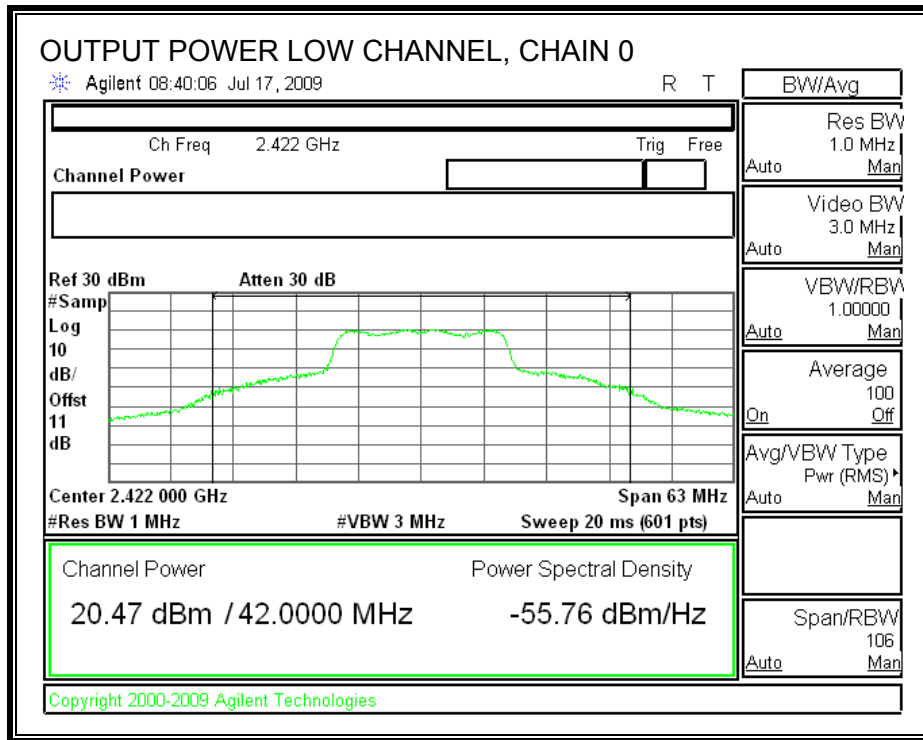 OUTPUT POWER LOW CHANNEL, CHAIN 0
Agilent 08:40:06 Jul 17, 2009 R T
Ch Freq 2.422 GHz Trig Free
Channel Power
Ref 30 dBm Atten 30 dB
#Samp
Log
10
dB/
Offst
11
dB
Center 2.422 000 GHz Span 63 MHz
#Res BW 1 MHz #VBW 3 MHz Sweep 20 ms (601 pts)
Channel Power Power Spectral Density
20.47 dBm / 42.0000 MHz -55.76 dBm/Hz
Copyright 2000-2009 Agilent Technologies
BW/Avg
Res BW
1.0 MHz
Auto Man
Video BW
3.0 MHz
Auto Man
VBW/RBW
1.00000
Auto Man
Average
100
On Off
Avg/VBW Type
Pwr (RMS)
Auto Man
Span/RBW
106
Auto Man